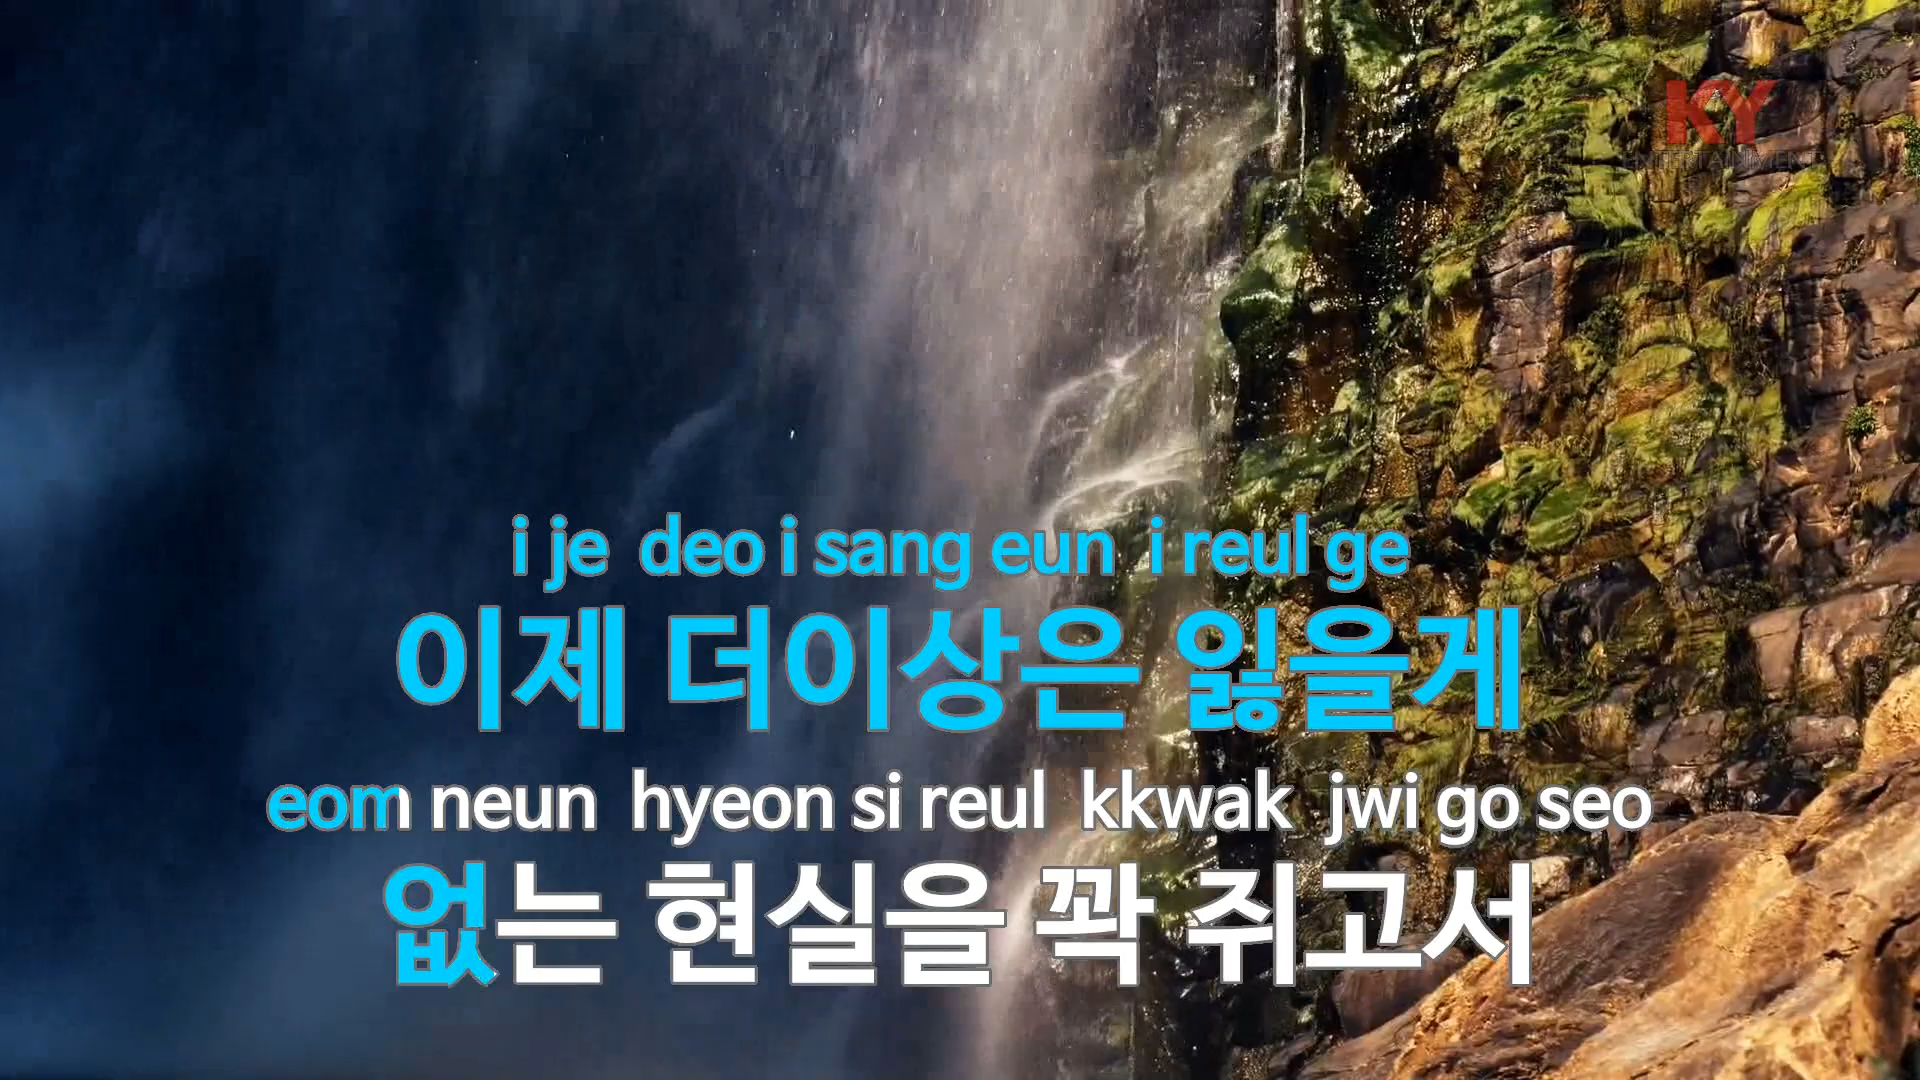 KY
ENTERTAINMENT
i je deo i sang eun i reul ge
이제 더이상은 잃을게
eom neun hyeon si reul kkwak jwi go seo
없는 현실을 꽉 쥐고서